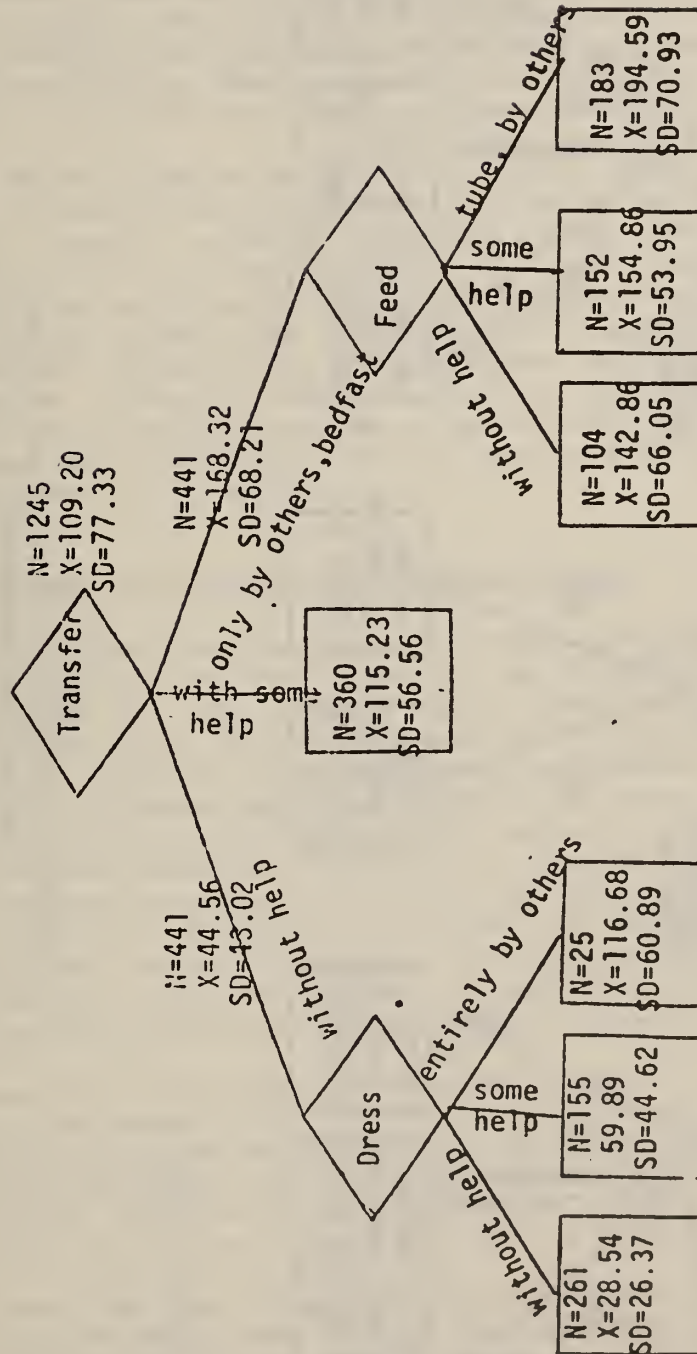 N=1245
X=109.20
SD=77.33
Transfer
N=441
X=44.56
SD=43.02
without help
with some
help
N=360
X=115.23
SD=56.56
only by others, bedfast
N=441
X=168.32
SD=68.21
Dress
without help
some
help
entirely by others
N=261
X=28.54
SD=26.37
N=155
59.89
SD=44.62
N=25
X=116.68
SD=60.89
Feed
without help
some
help
tube, by others
N=104
X=142.86
SD=66.05
N=152
X=154.86
SD=53.95
N=183
X=194.59
SD=70.93